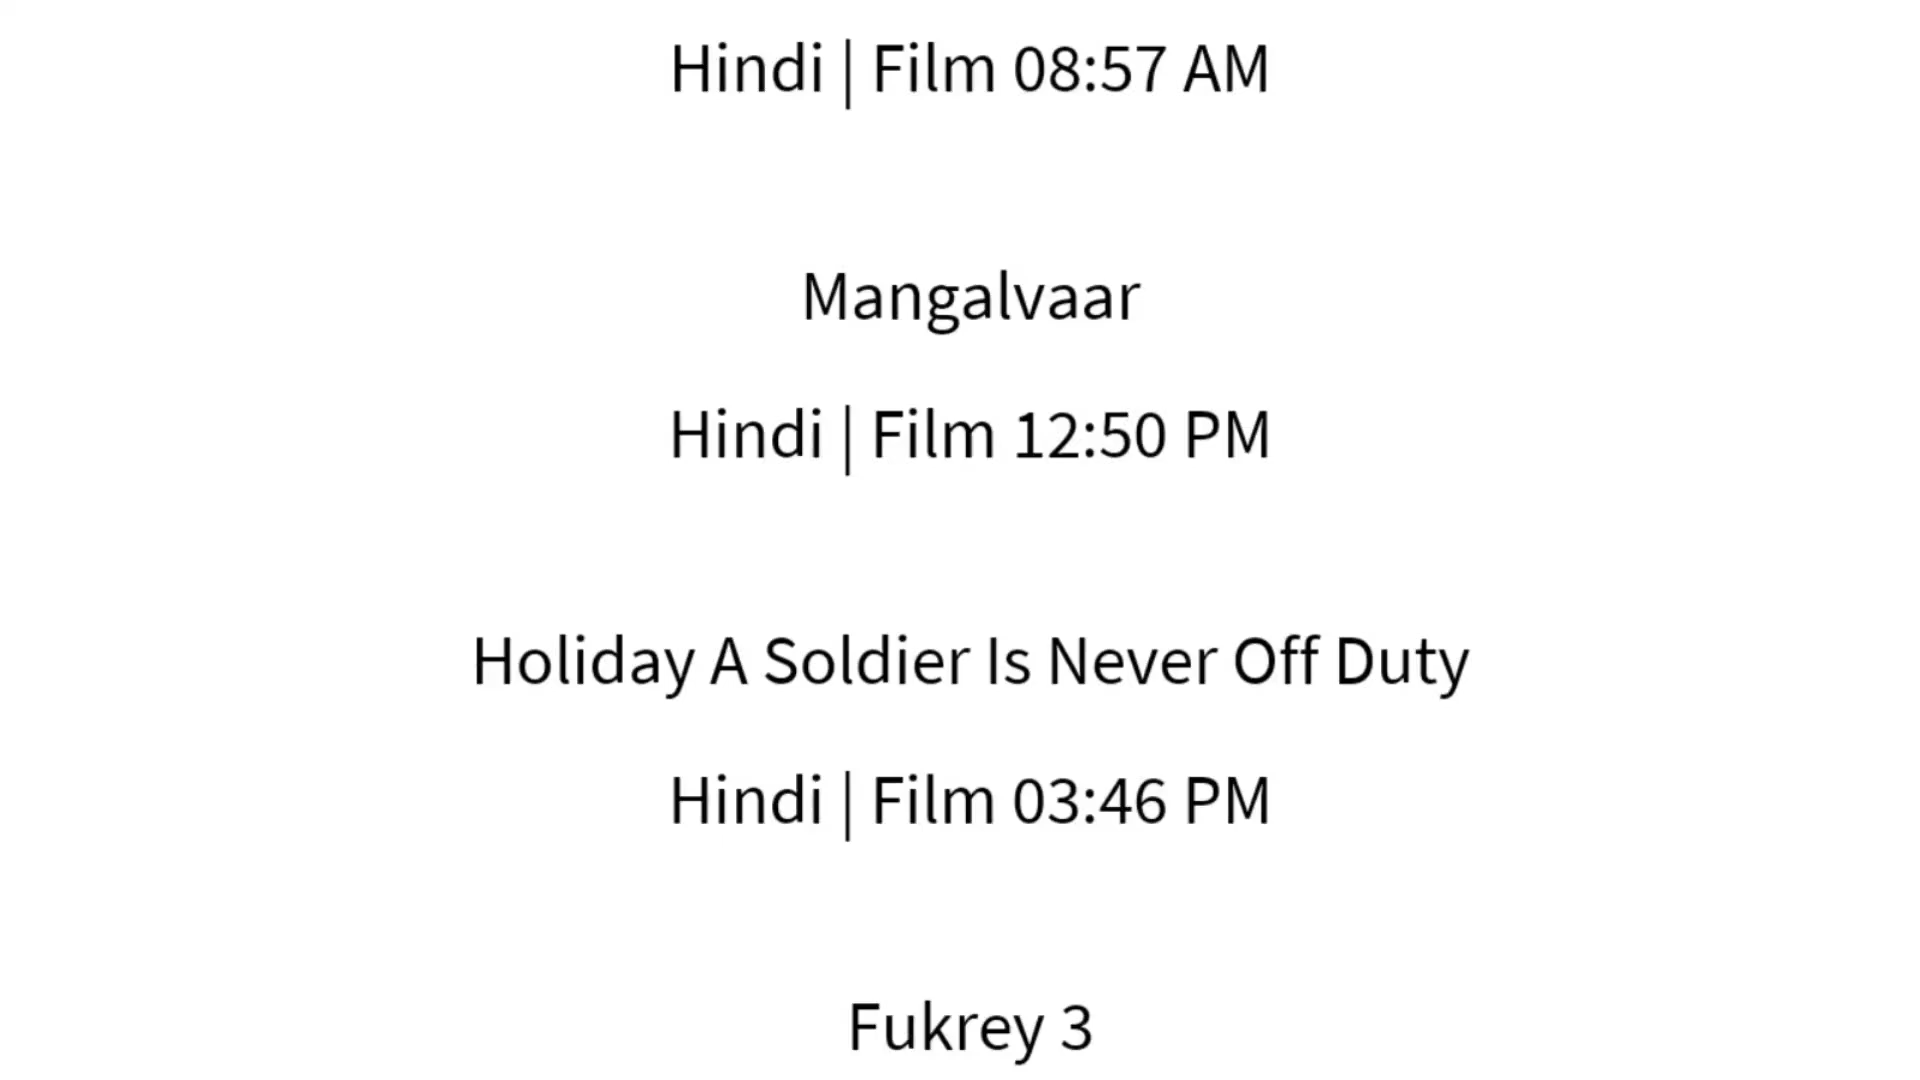 Hindi | Film 08:57 AM
Mangalvaar
Hindi | Film 12:50 PM
Holiday A Soldier Is Never Off Duty
Hindi | Film 03:46 PM
Fukrey 3